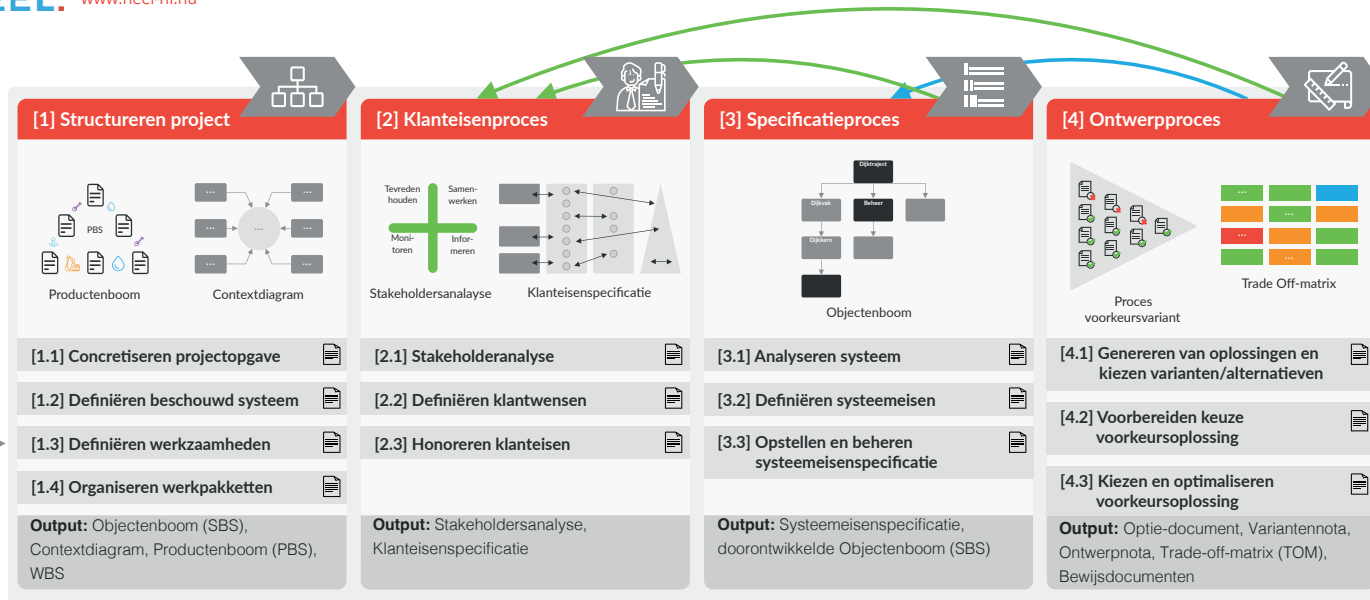 www.neel-nl.nu
[1] Structureren project
[2] Klanteisenproces
[3] Specificatieproces
[4] Ontwerpproces
PBS
Productenboom
...
...
...
...
...
...
...
Contextdiagram
Tevreden
houden
Samen-
werken
Moni-
toren
Infor-
meren
Stakeholdersanalayse
Klanteisenspecificatie
Dijktraject
Dijkvak
Beheer
Dijkkern
Objectenboom
Proces
voorkeursvariant
...
...
...
...
Trade Off-matrix
[1.1] Concretiseren projectopgave
[1.2] Definiëren beschouwd systeem
[1.3] Definiëren werkzaamheden
[1.4] Organiseren werkpakketten
Output: Objectenboom (SBS),
Contextdiagram, Productenboom (PBS),
WBS
[2.1] Stakeholderanalyse
[2.2] Definiëren klantwensen
[2.3] Honoreren klanteisen
Output: Stakeholdersanalyse,
Klanteisenspecificatie
[3.1] Analyseren systeem
[3.2] Definiëren systeemeisen
[3.3] Opstellen en beheren
systeemeisenspecificatie
Output: Systeemeisenspecificatie,
doorontwikkelde Objectenboom (SBS)
[4.1] Genereren van oplossingen en
kiezen varianten/alternatieven
[4.2] Voorbereiden keuze
voorkeursoplossing
[4.3] Kiezen en optimaliseren
voorkeursoplossing
Output: Optie-document, Variantennota,
Ontwerpnota, Trade-off-matrix (TOM),
Bewijsdocumenten